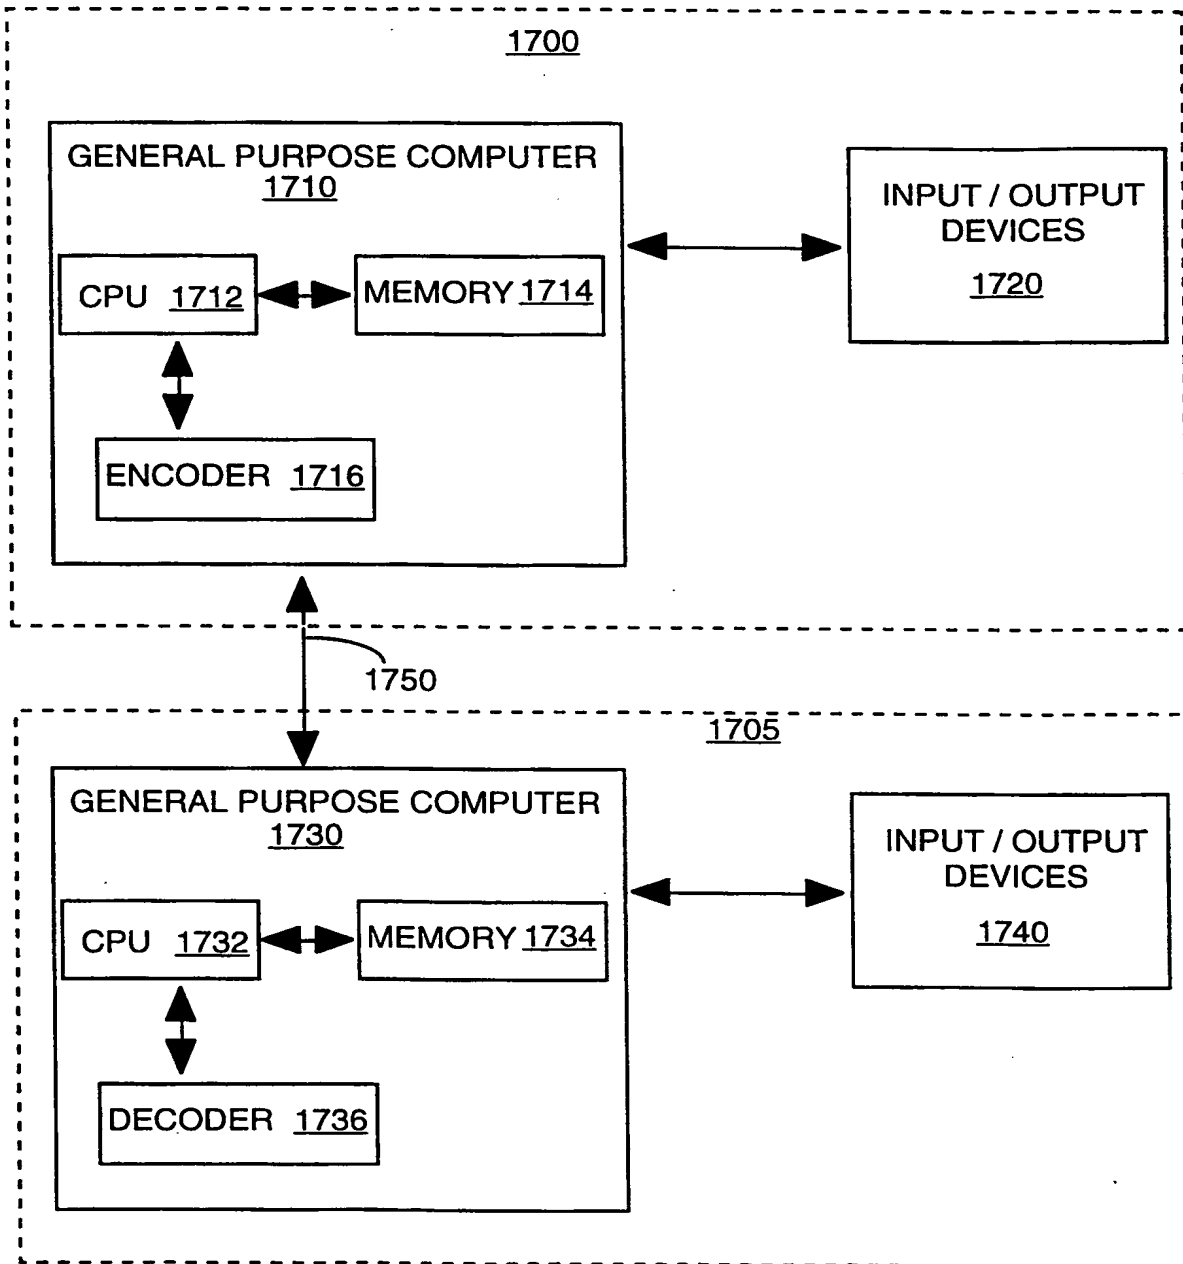 1700
GENERAL PURPOSE COMPUTER
1710
INPUT / OUTPUT
DEVICES
1720
CPU 1712
MEMORY 1714
ENCODER 1716
1750
1705
GENERAL PURPOSE COMPUTER
1730
INPUT / OUTPUT
DEVICES
1740
CPU 1732
MEMORY 1734
DECODER 1736